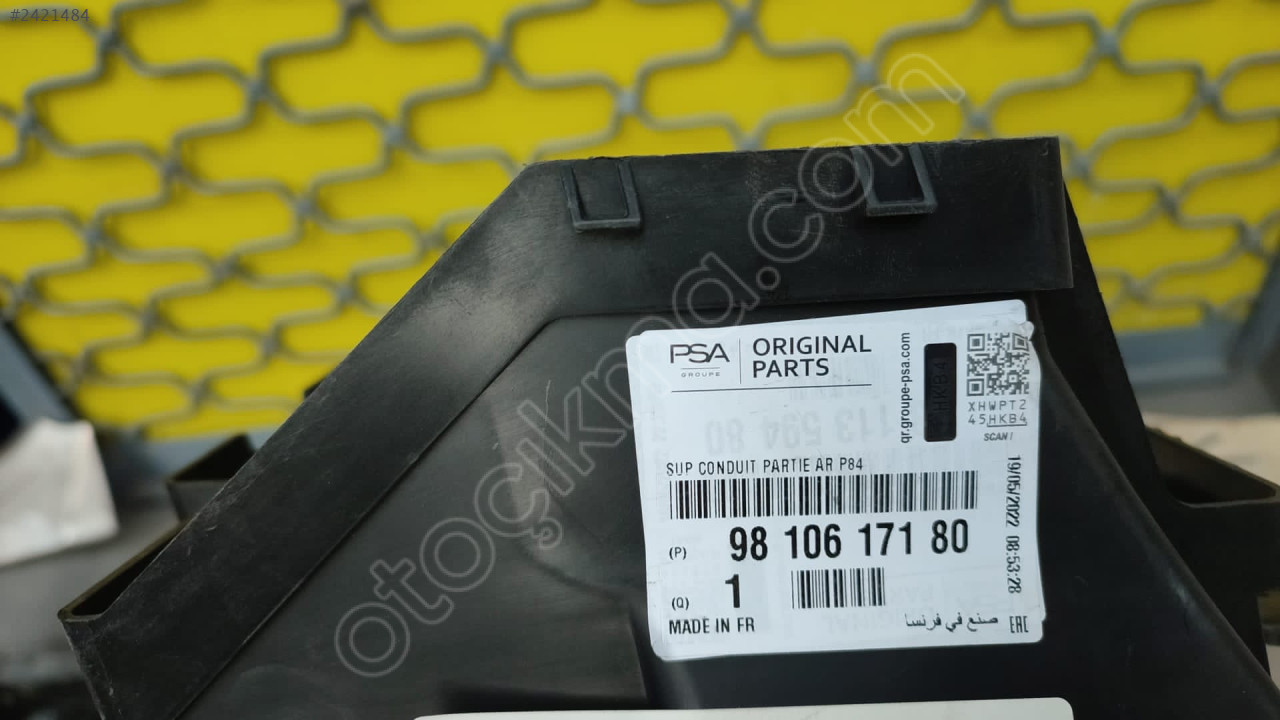 #2421484
otoçıkma.com
PSA
GROUPE
ORIGINAL
PARTS
qr.groupe-psa.com
XHWPT2
45HKB4
SCAN!
SUP CONDUIT PARTIE AR P84
(P) 98 106 171 80
(Q) 1
MADE IN FR
صنع في فرنسا
EAC
19/05/2022 08:53:28